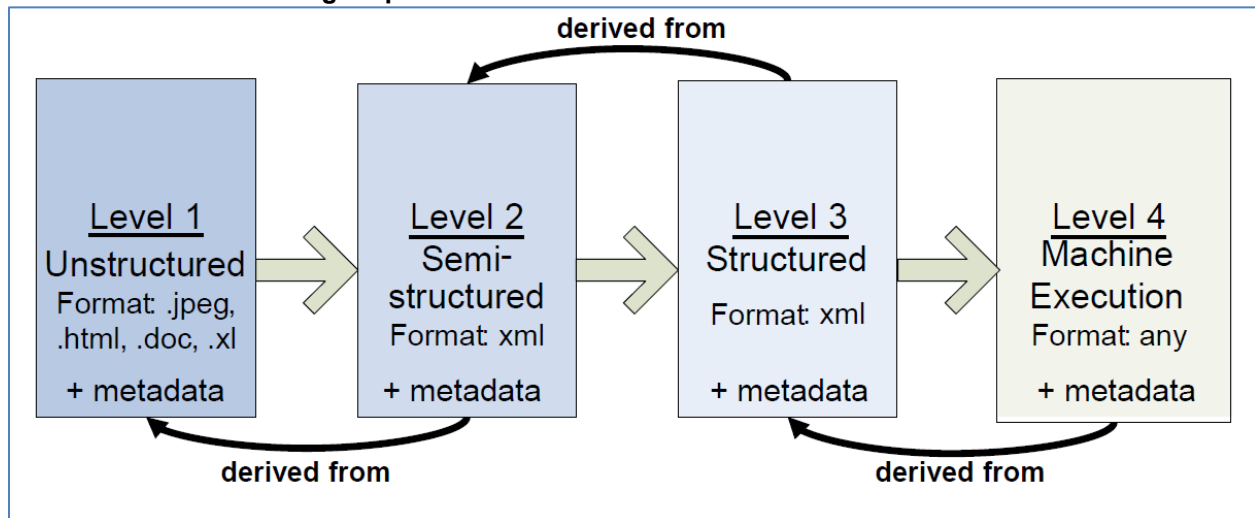 derived from
Level 1
Unstructured
Format: .jpeg,
.html, .doc, .xl
+ metadata
Level 2
Semi-
structured
Format: xml
+ metadata
Level 3
Structured
Format: xml
+ metadata
Level 4
Machine
Execution
Format: any
+ metadata
derived from
derived from